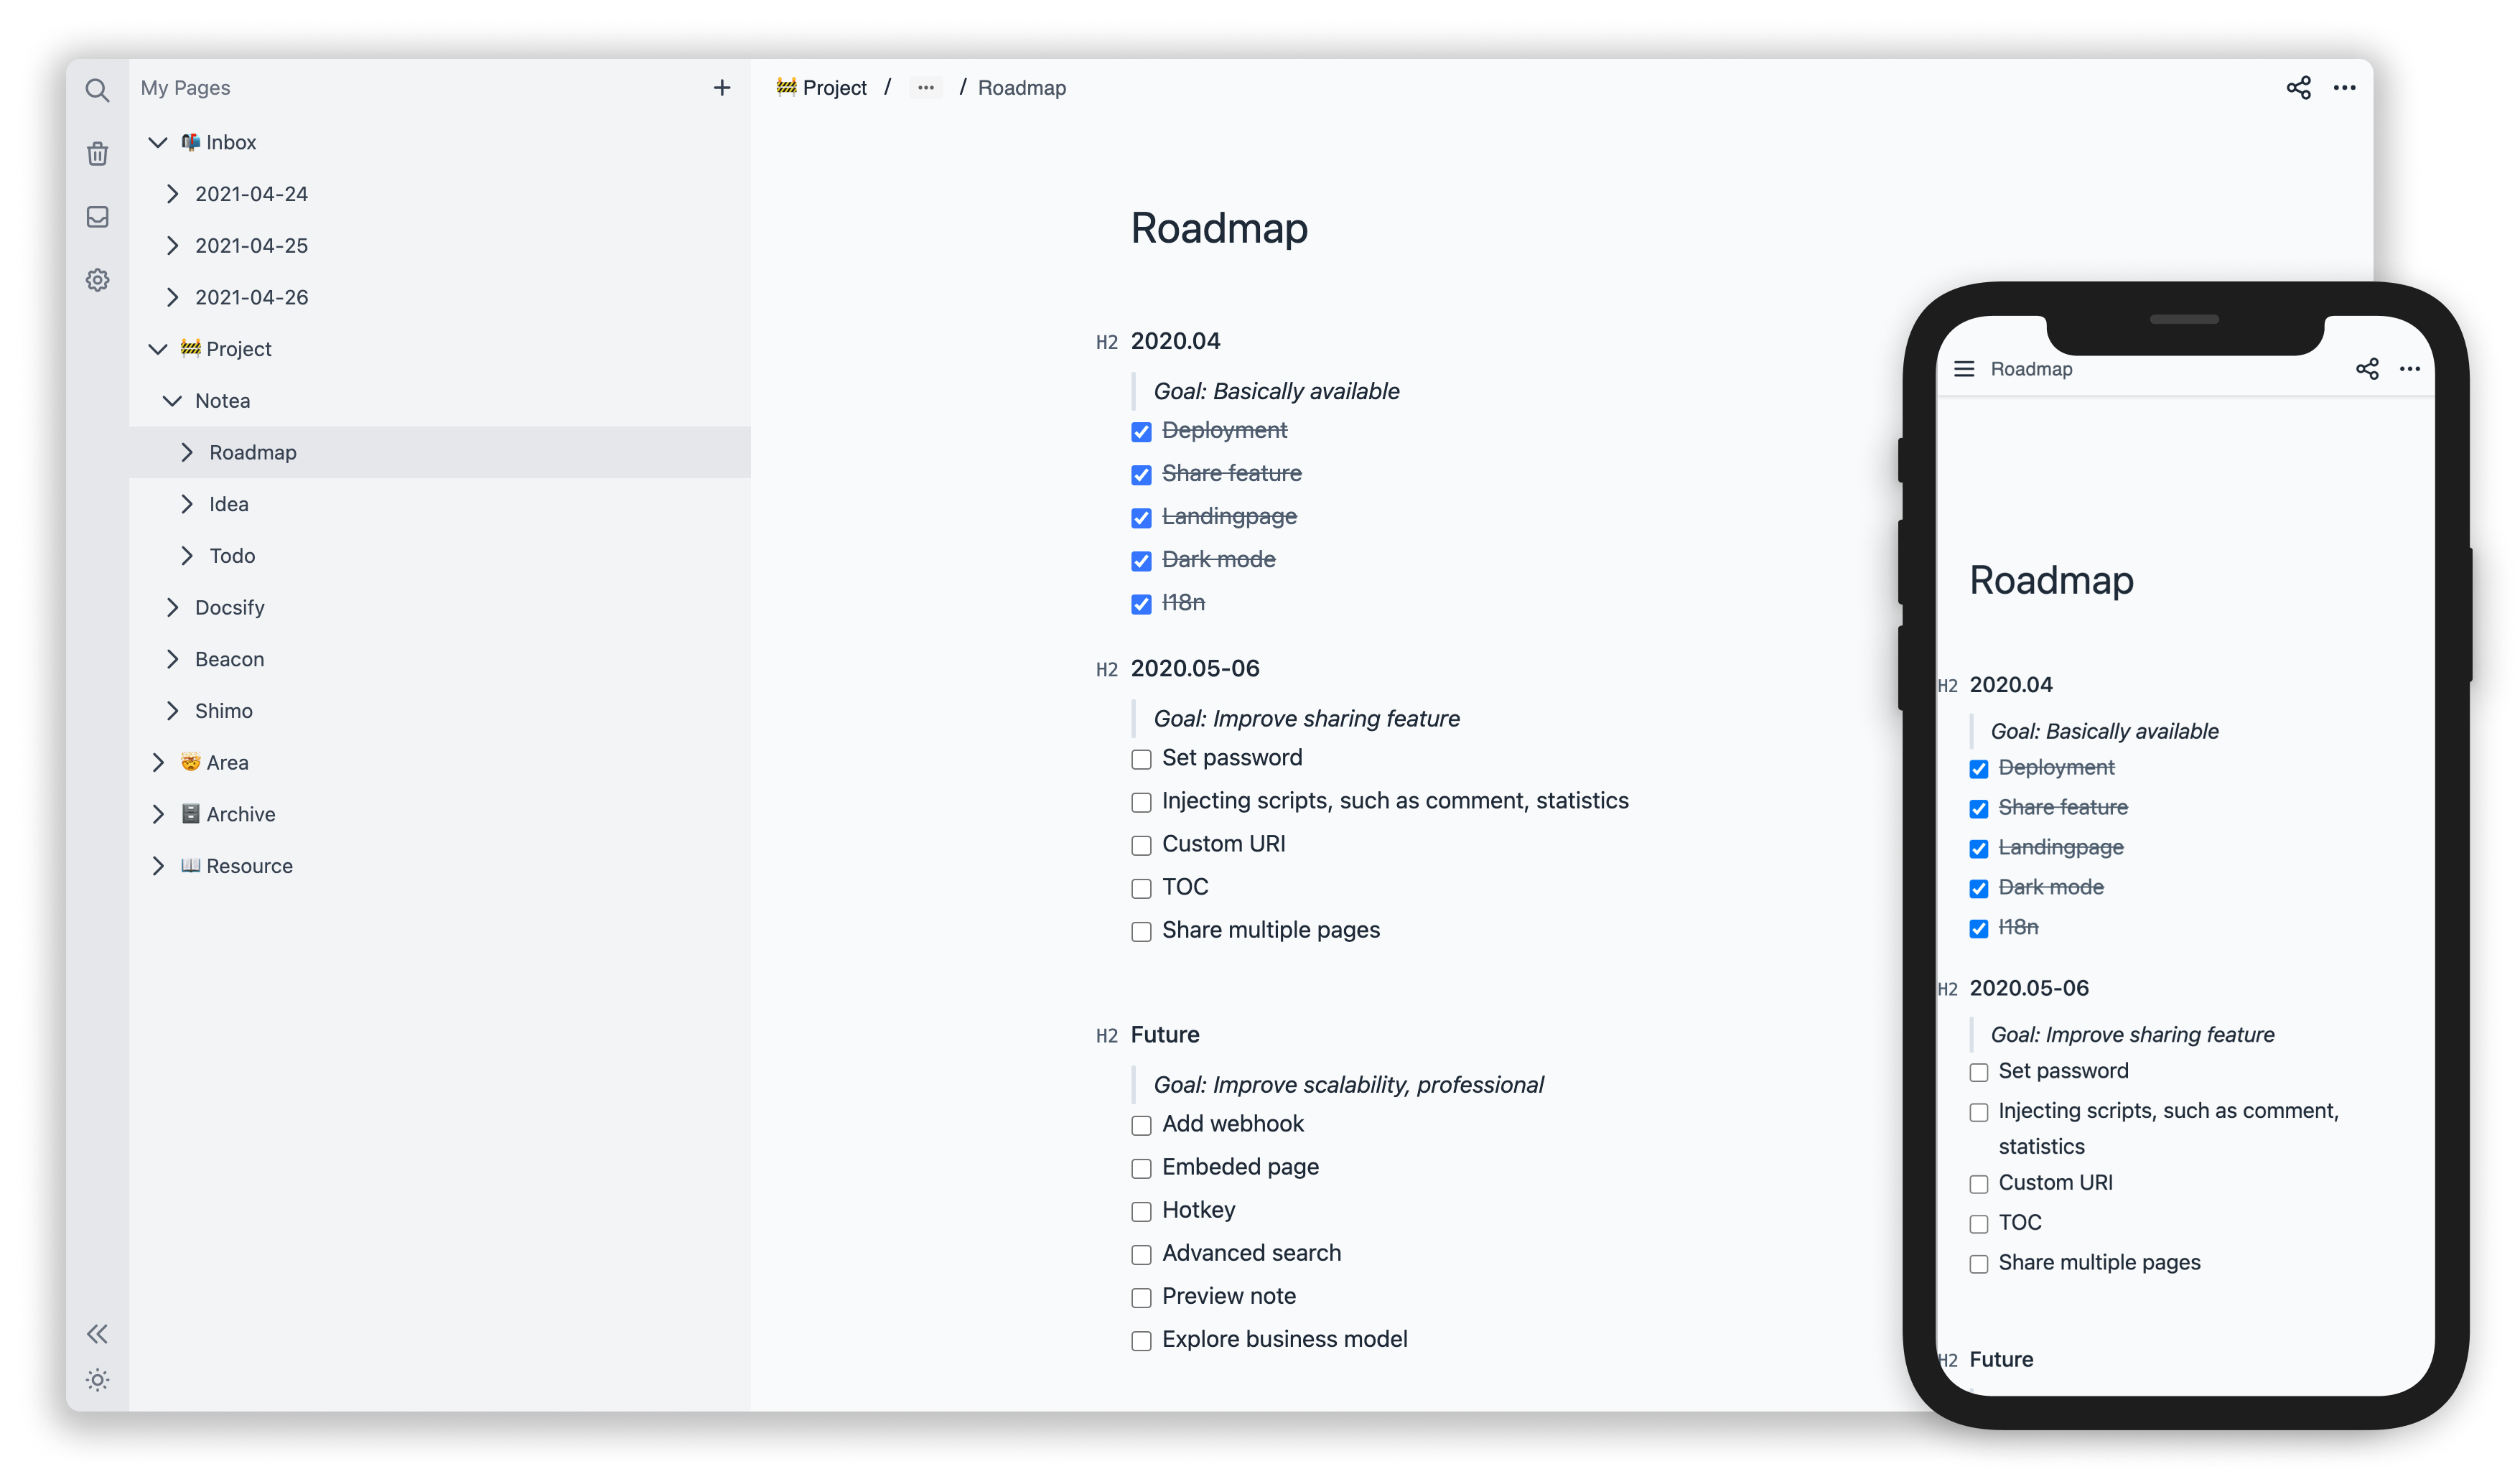 My Pages
Inbox
2021-04-24
2021-04-25
2021-04-26
Project
Notea
Roadmap
Idea
Todo
Docsify
Beacon
Shimo
Area
Archive
Resource
Project / ··· / Roadmap
Roadmap
H2 2020.04
Goal: Basically available
Deployment
Share feature
Landingpage
Dark mode
I18n
H2 2020.05-06
Goal: Improve sharing feature
Set password
Injecting scripts, such as comment, statistics
Custom URI
TOC
Share multiple pages
H2 Future
Goal: Improve scalability, professional
Add webhook
Embeded page
Hotkey
Advanced search
Preview note
Explore business model
Roadmap
Roadmap
H2 2020.04
Goal: Basically available
Deployment
Share feature
Landingpage
Dark mode
I18n
H2 2020.05-06
Goal: Improve sharing feature
Set password
Injecting scripts, such as comment,
statistics
Custom URI
TOC
Share multiple pages
H2 Future